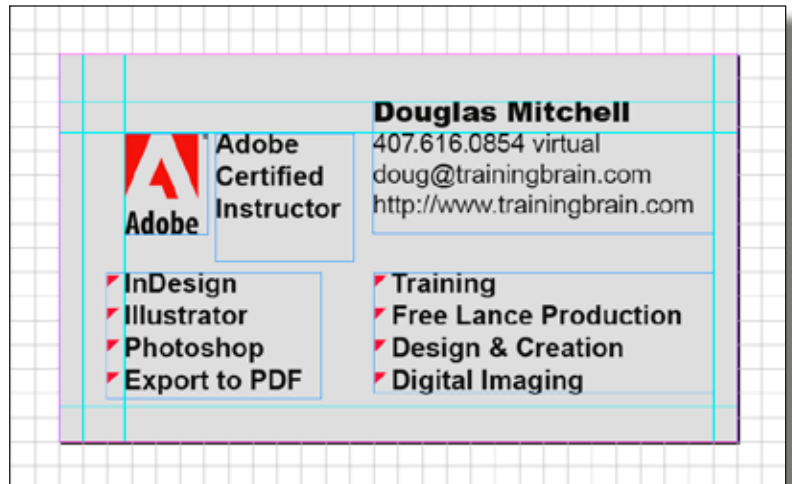 Douglas Mitchell
407.616.0854 virtual
doug@trainingbrain.com
http://www.trainingbrain.com
Adobe
Adobe
Certified
Instructor
InDesign
Illustrator
Photoshop
Export to PDF
Training
Free Lance Production
Design & Creation
Digital Imaging